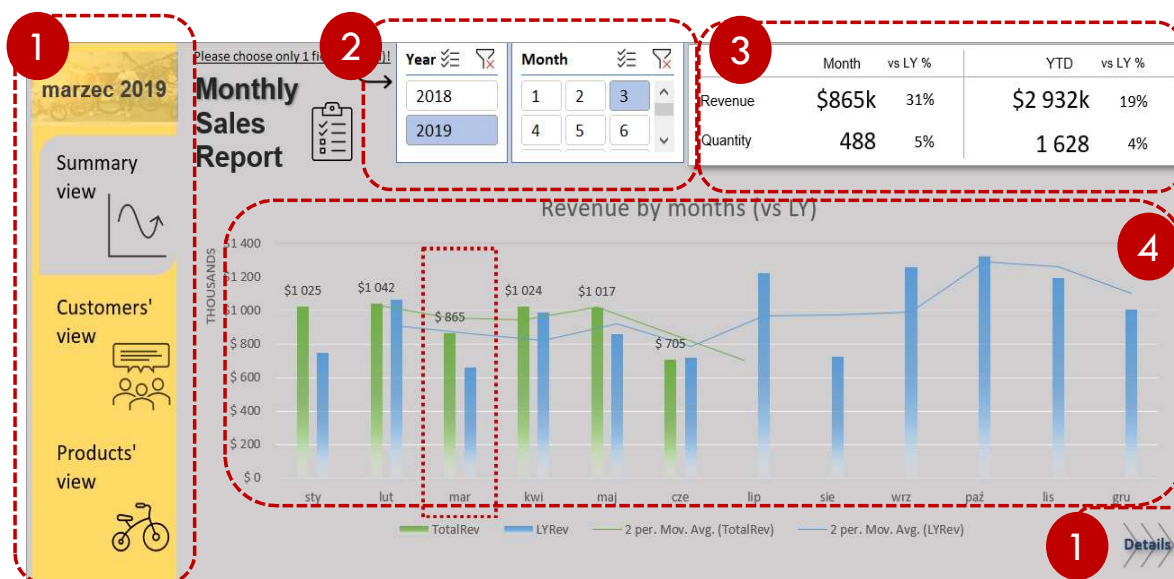 1
marzec 2019
Summary
view
Customers'
view
Products'
view
Please choose only 1 fi
Monthly
Sales
Report
2
Year
2018
2019
Month
1 2 3
4 5 6
3
Month vs LY % YTD vs LY %
Revenue $865k 31% $2 932k 19%
Quantity 488 5% 1 628 4%
Revenue by months (vs LY)
4
THOUSANDS
$1 400
$1 200
$1 000
$ 800
$ 600
$ 400
$ 200
$ 0
$1 025
$1 042
$ 865
$1 024
$1 017
$ 705
sty lut mar kwi maj cze lip sie wrz paź lis gru
TotalRev LYRev 2 per. Mov. Avg. (TotalRev) 2 per. Mov. Avg. (LYRev)
1
Details